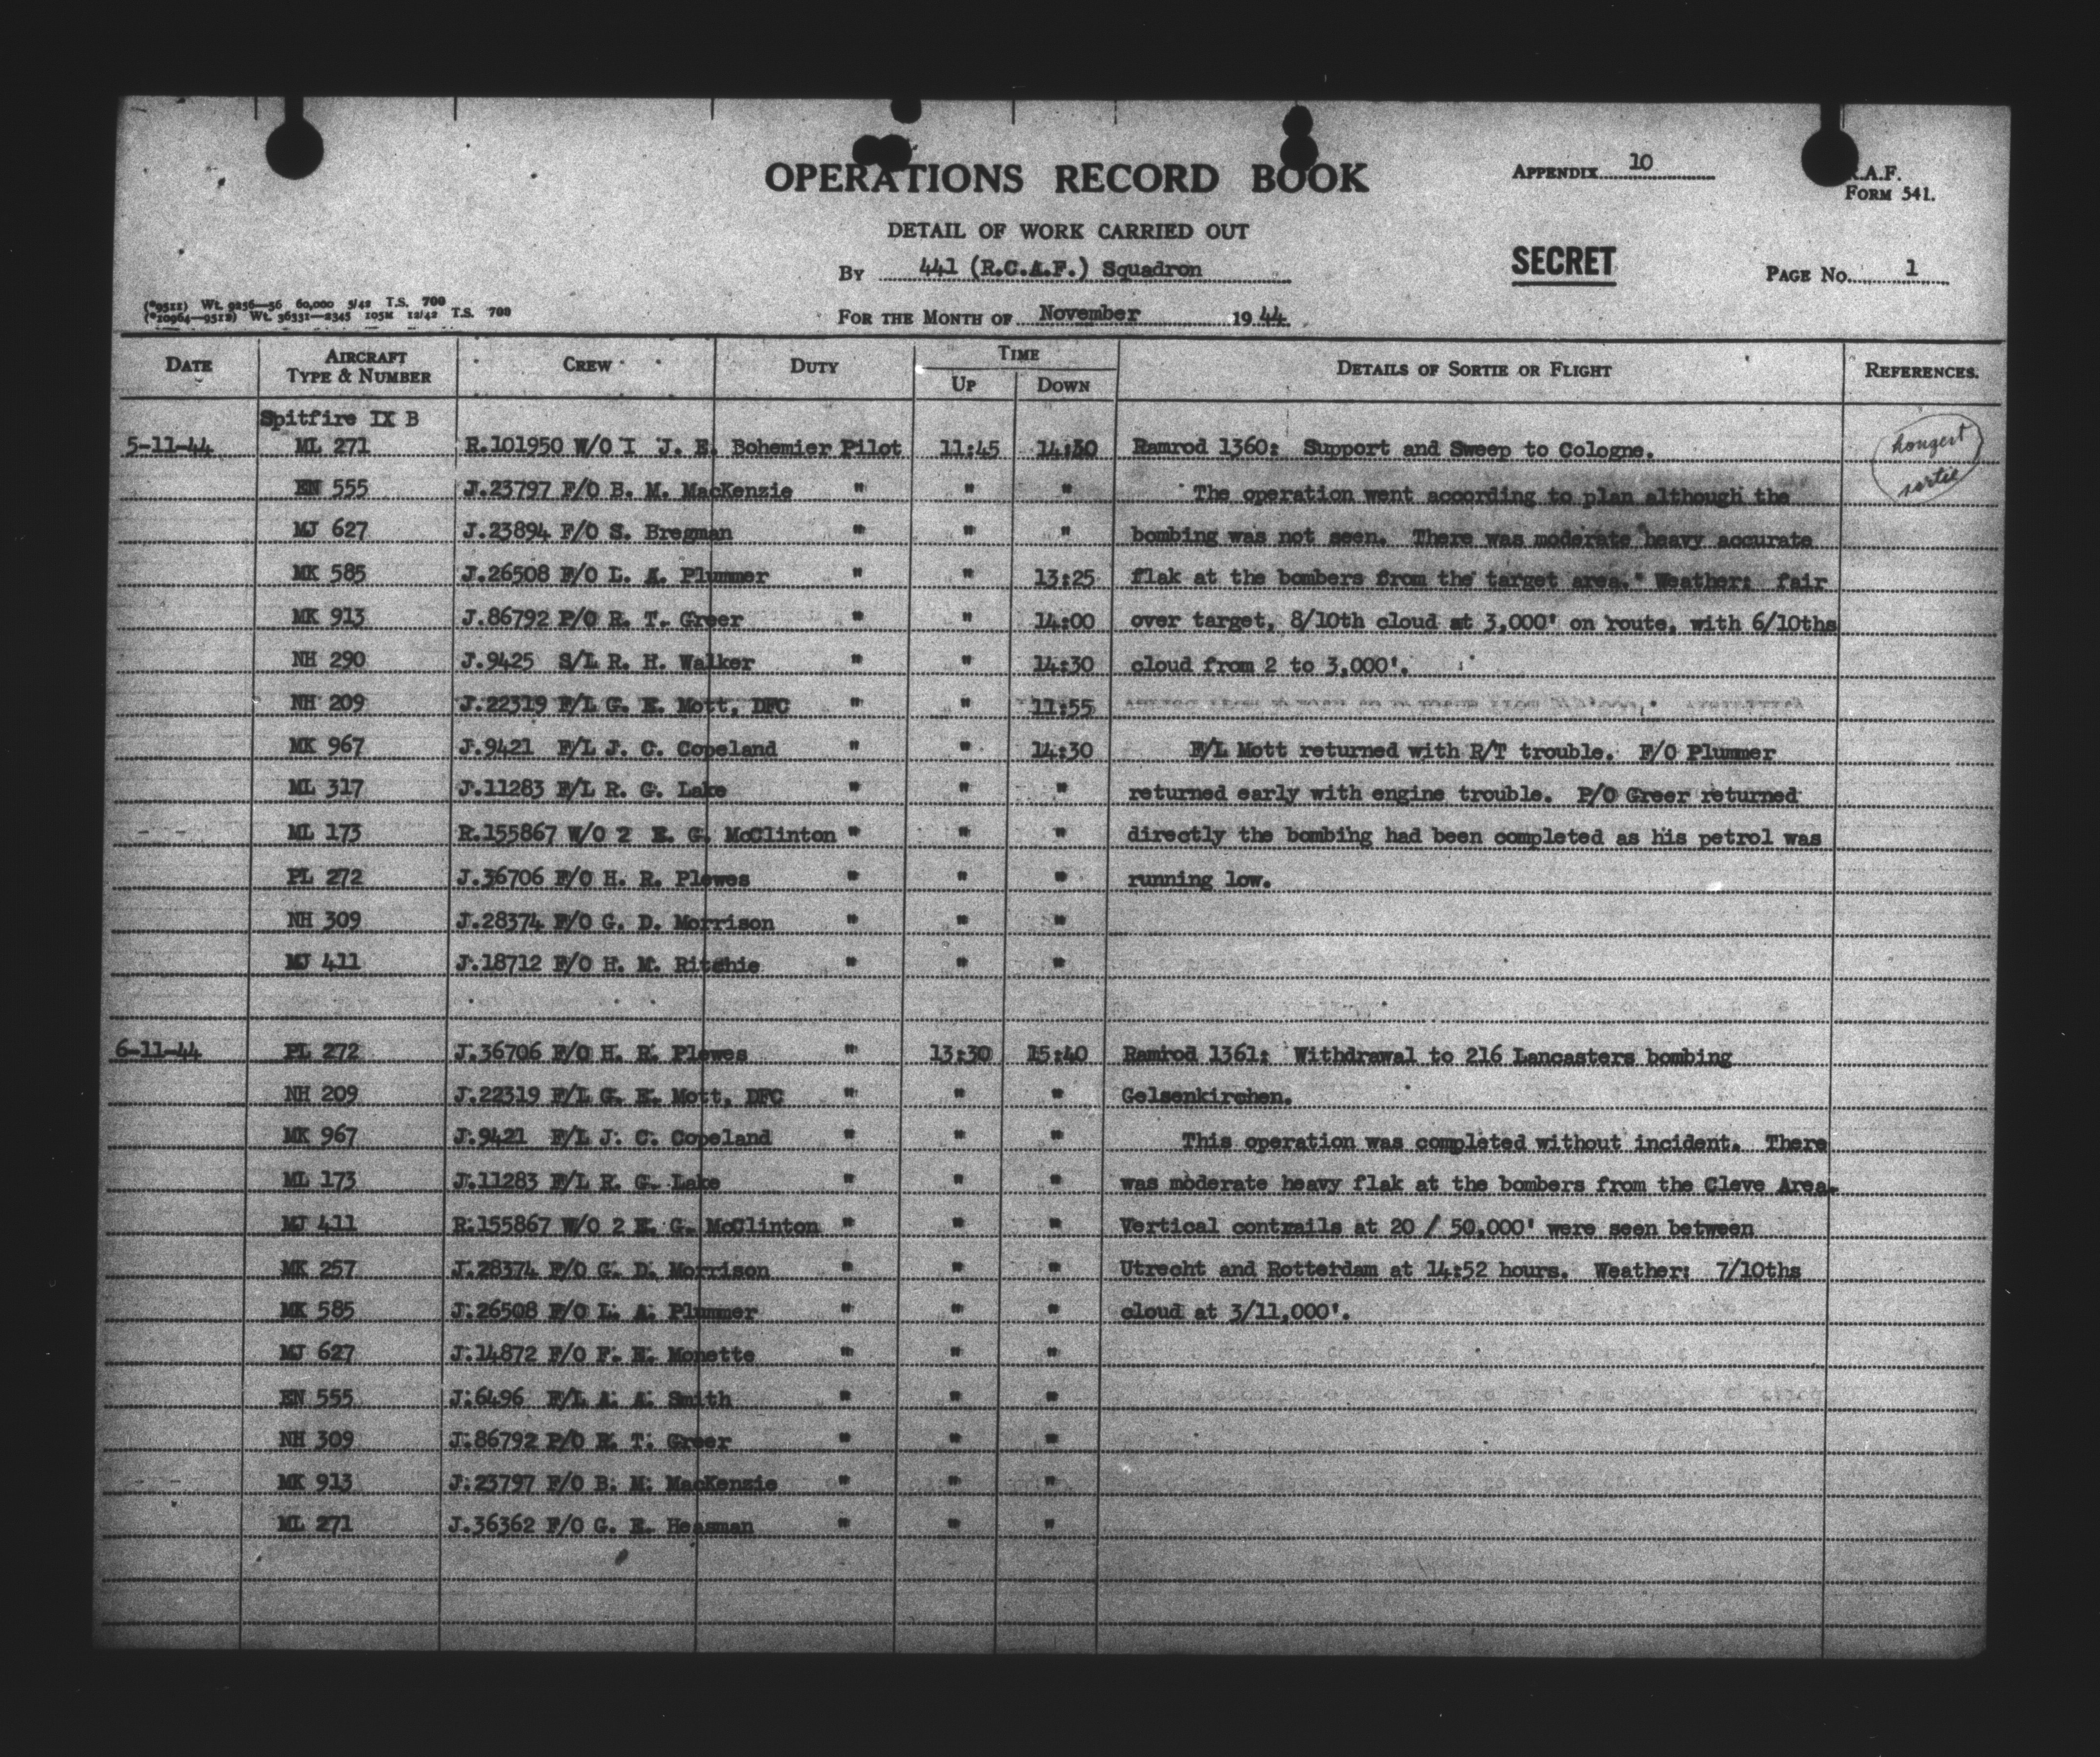 OPERATIONS RECORD BOOK
APPENDIX 10
R.A.F.
FORM 541.
DETAIL OF WORK CARRIED OUT
SECRET
By 441 (R.C.A.F.) Squadron
PAGE No. 1
FOR THE MONTH OF November 1944
DATE AIRCRAFT TYPE & NUMBER CREW DUTY TIME UP DOWN DETAILS OF SORTIE OR FLIGHT REFERENCES.
Spitfire IX B
5-11-44 ML 271 R.101950 W/O I J. E. Bohemier Pilot 11:45 14:30 Ramrod 1360: Support and Sweep to Cologne. longest
EN 555 J.23797 F/O B. M. MacKenzie " " " The operation went according to plan although the sortie
MJ 627 J.23894 F/O S. Bregman " " " bombing was not seen. There was moderate heavy accurate
MK 585 J.26508 F/O L. A. Plummer " " 13:25 flak at the bombers from the target area. Weather: fair
MK 913 J.86792 P/O R. T. Greer " " 14:00 over target, 8/10th cloud at 3,000' on route, with 6/10ths
NH 290 J.9425 S/L R. H. Walker " " 14:30 cloud from 2 to 3,000'.
NH 209 J.22319 F/L G. E. Mott, DFC " " 11:55
MK 967 J.9421 F/L J. C. Copeland " " 14:30 F/L Mott returned with R/T trouble. F/O Plummer
ML 317 J.11283 F/L R. G. Lake " " " returned early with engine trouble. P/O Greer returned
ML 173 R.155867 W/O 2 E. G. McClinton " " " directly the bombing had been completed as his petrol was
PL 272 J.36706 F/O H. R. Plewes " " " running low.
NH 309 J.28374 F/O G. D. Morrison " " "
MJ 411 J.18712 F/O H. M. Ritchie " " "
6-11-44 PL 272 J.36706 F/O H. R. Plewes " 13:30 15:40 Ramrod 1361: Withdrawal to 216 Lancasters bombing
NH 209 J.22319 F/L G. E. Mott, DFC " " " Gelsenkirchen.
MK 967 J.9421 F/L J. C. Copeland " " " This operation was completed without incident. There
ML 173 J.11283 F/L R. G. Lake " " " was moderate heavy flak at the bombers from the Cleve Area.
MJ 411 R.155867 W/O 2 E. G. McClinton " " " Vertical contrails at 20 / 50,000' were seen between
MK 257 J.28374 F/O G. D. Morrison " " " Utrecht and Rotterdam at 14:52 hours. Weather: 7/10ths
MK 585 J.26508 F/O L. A. Plummer " " " cloud at 3/11,000'.
MJ 627 J.14872 F/O F. H. Monette " " "
EN 555 J.6496 F/L A. A. Smith " " "
NH 309 J.86792 P/O R. T. Greer " " "
MK 913 J.23797 F/O B. M. MacKenzie " " "
ML 271 J.36362 F/O G. E. Heasman " " "